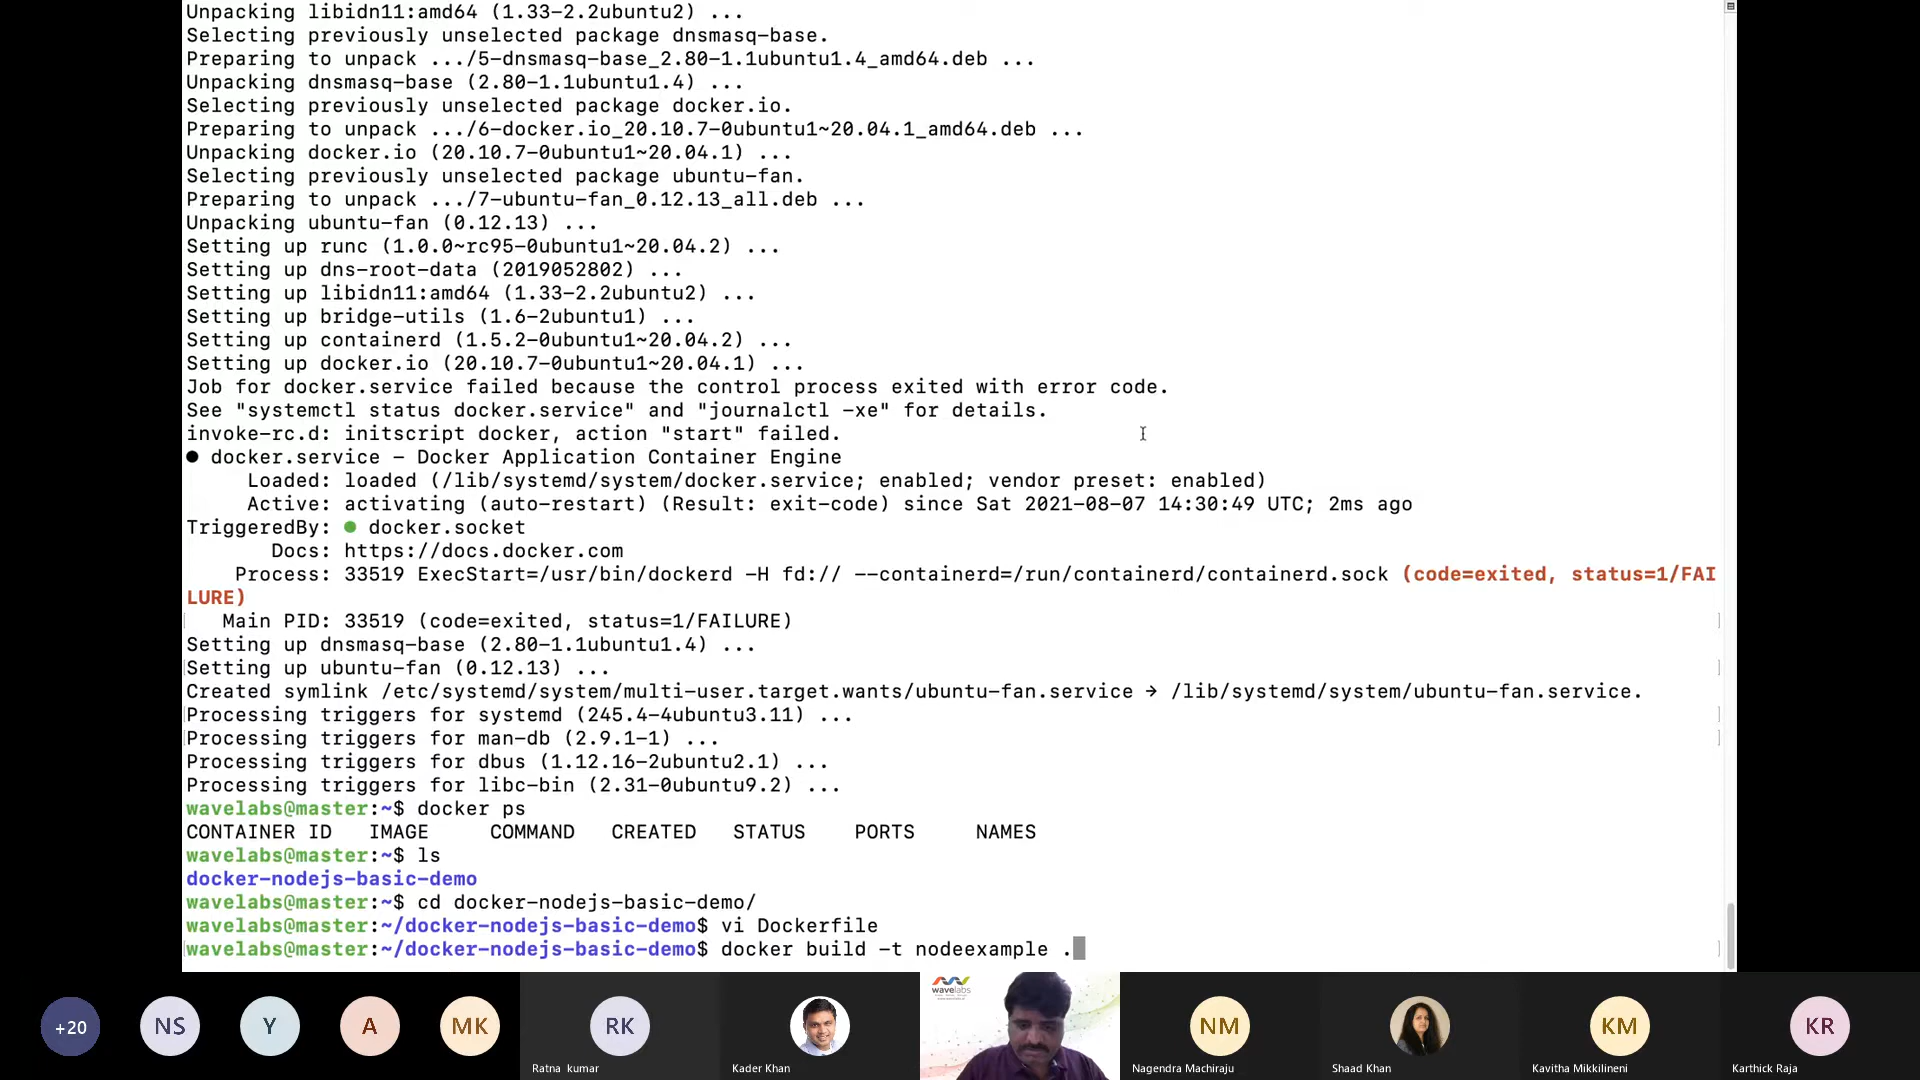 Unpacking libidn11:amd64 (1.33-2.2ubuntu2) ...
Selecting previously unselected package dnsmasq-base.
Preparing to unpack .../5-dnsmasq-base_2.80-1.1ubuntu1.4_amd64.deb ...
Unpacking dnsmasq-base (2.80-1.1ubuntu1.4) ...
Selecting previously unselected package docker.io.
Preparing to unpack .../6-docker.io_20.10.7-0ubuntu1~20.04.1_amd64.deb ...
Unpacking docker.io (20.10.7-0ubuntu1~20.04.1) ...
Selecting previously unselected package ubuntu-fan.
Preparing to unpack .../7-ubuntu-fan_0.12.13_all.deb ...
Unpacking ubuntu-fan (0.12.13) ...
Setting up runc (1.0.0~rc95-0ubuntu1~20.04.2) ...
Setting up dns-root-data (2019052802) ...
Setting up libidn11:amd64 (1.33-2.2ubuntu2) ...
Setting up bridge-utils (1.6-2ubuntu1) ...
Setting up containerd (1.5.2-0ubuntu1~20.04.2) ...
Setting up docker.io (20.10.7-0ubuntu1~20.04.1) ...
Job for docker.service failed because the control process exited with error code.
See "systemctl status docker.service" and "journalctl -xe" for details.
invoke-rc.d: initscript docker, action "start" failed.
● docker.service - Docker Application Container Engine
Loaded: loaded (/lib/systemd/system/docker.service; enabled; vendor preset: enabled)
Active: activating (auto-restart) (Result: exit-code) since Sat 2021-08-07 14:30:49 UTC; 2ms ago
TriggeredBy: ● docker.socket
Docs: https://docs.docker.com
Process: 33519 ExecStart=/usr/bin/dockerd -H fd:// --containerd=/run/containerd/containerd.sock (code=exited, status=1/FAI
LURE)
Main PID: 33519 (code=exited, status=1/FAILURE)
Setting up dnsmasq-base (2.80-1.1ubuntu1.4) ...
Setting up ubuntu-fan (0.12.13) ...
Created symlink /etc/systemd/system/multi-user.target.wants/ubuntu-fan.service → /lib/systemd/system/ubuntu-fan.service.
Processing triggers for systemd (245.4-4ubuntu3.11) ...
Processing triggers for man-db (2.9.1-1) ...
Processing triggers for dbus (1.12.16-2ubuntu2.1) ...
Processing triggers for libc-bin (2.31-0ubuntu9.2) ...
wavelabs@master:~$ docker ps
CONTAINER ID IMAGE COMMAND CREATED STATUS PORTS NAMES
wavelabs@master:~$ ls
docker-nodejs-basic-demo
wavelabs@master:~$ cd docker-nodejs-basic-demo/
wavelabs@master:~/docker-nodejs-basic-demo$ vi Dockerfile
wavelabs@master:~/docker-nodejs-basic-demo$ docker build -t nodeexample .
+20 NS Y A MK RK wavelabs NM KM KR
Ratna kumar Kader Khan Nagendra Machiraju Shaad Khan Kavitha Mikkilineni Karthick Raja